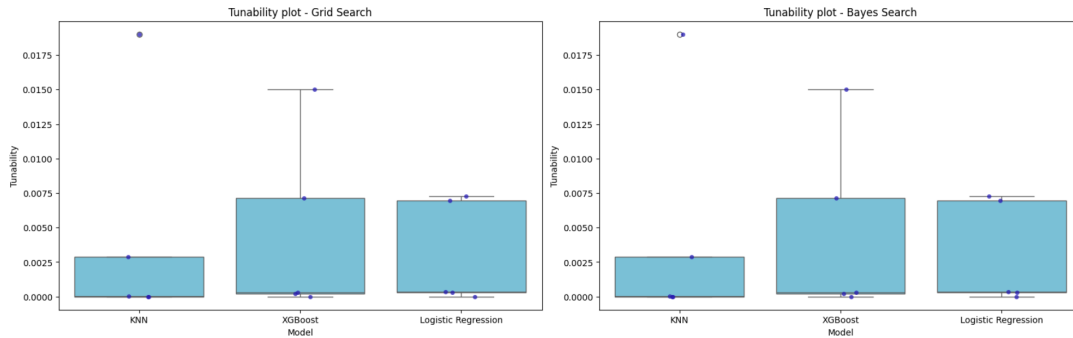 Tunability plot - Grid Search
Tunability
0.0175
0.0150
0.0125
0.0100
0.0075
0.0050
0.0025
0.0000
KNN
XGBoost
Logistic Regression
Model
Tunability plot - Bayes Search
Tunability
0.0175
0.0150
0.0125
0.0100
0.0075
0.0050
0.0025
0.0000
KNN
XGBoost
Logistic Regression
Model